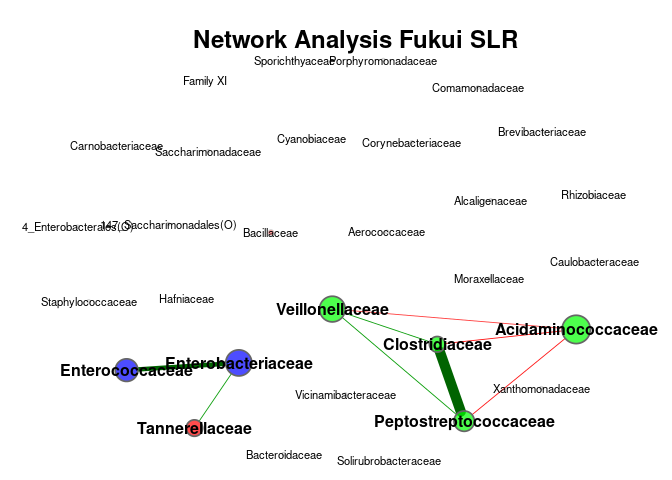 Network Analysis Fukui SLR
Sporichthyaceae
Porphyromonadaceae
Family XI
Comamonadaceae
Brevibacteriaceae
Cyanobiaceae
Corynebacteriaceae
Carnobacteriaceae
Saccharimonadaceae
Rhizobiaceae
Alcaligenaceae
4_Enterobacterales(O)
147_Saccharimonadales(O)
Bacillaceae
Aerococcaceae
Caulobacteraceae
Moraxellaceae
Staphylococcaceae
Hafniaceae
Veillonellaceae
Acidaminococcaceae
Clostridiaceae
Enterococcaceae
Enterobacteriaceae
Xanthomonadaceae
Vicinamibacteraceae
Peptostreptococcaceae
Tannerellaceae
Bacteroidaceae
Solirubrobacteraceae